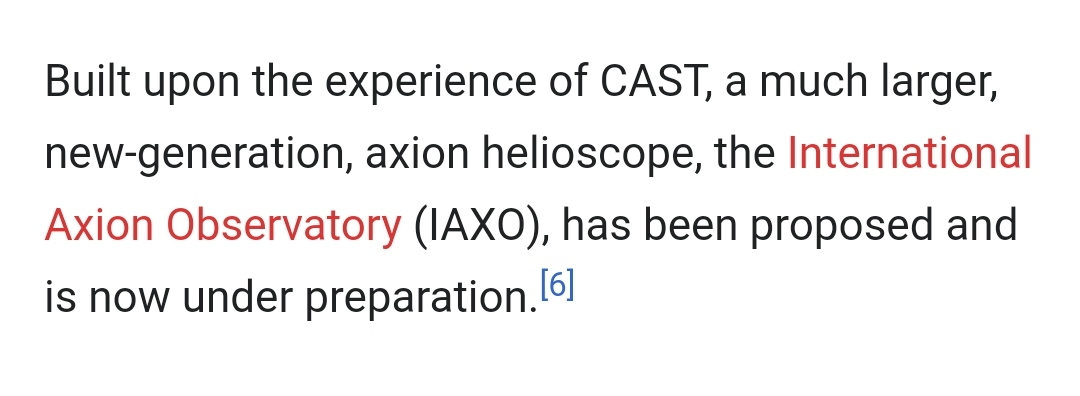 Built upon the experience of CAST, a much larger,
new-generation, axion helioscope, the International
Axion Observatory (IAXO), has been proposed and
is now under preparation.[6]